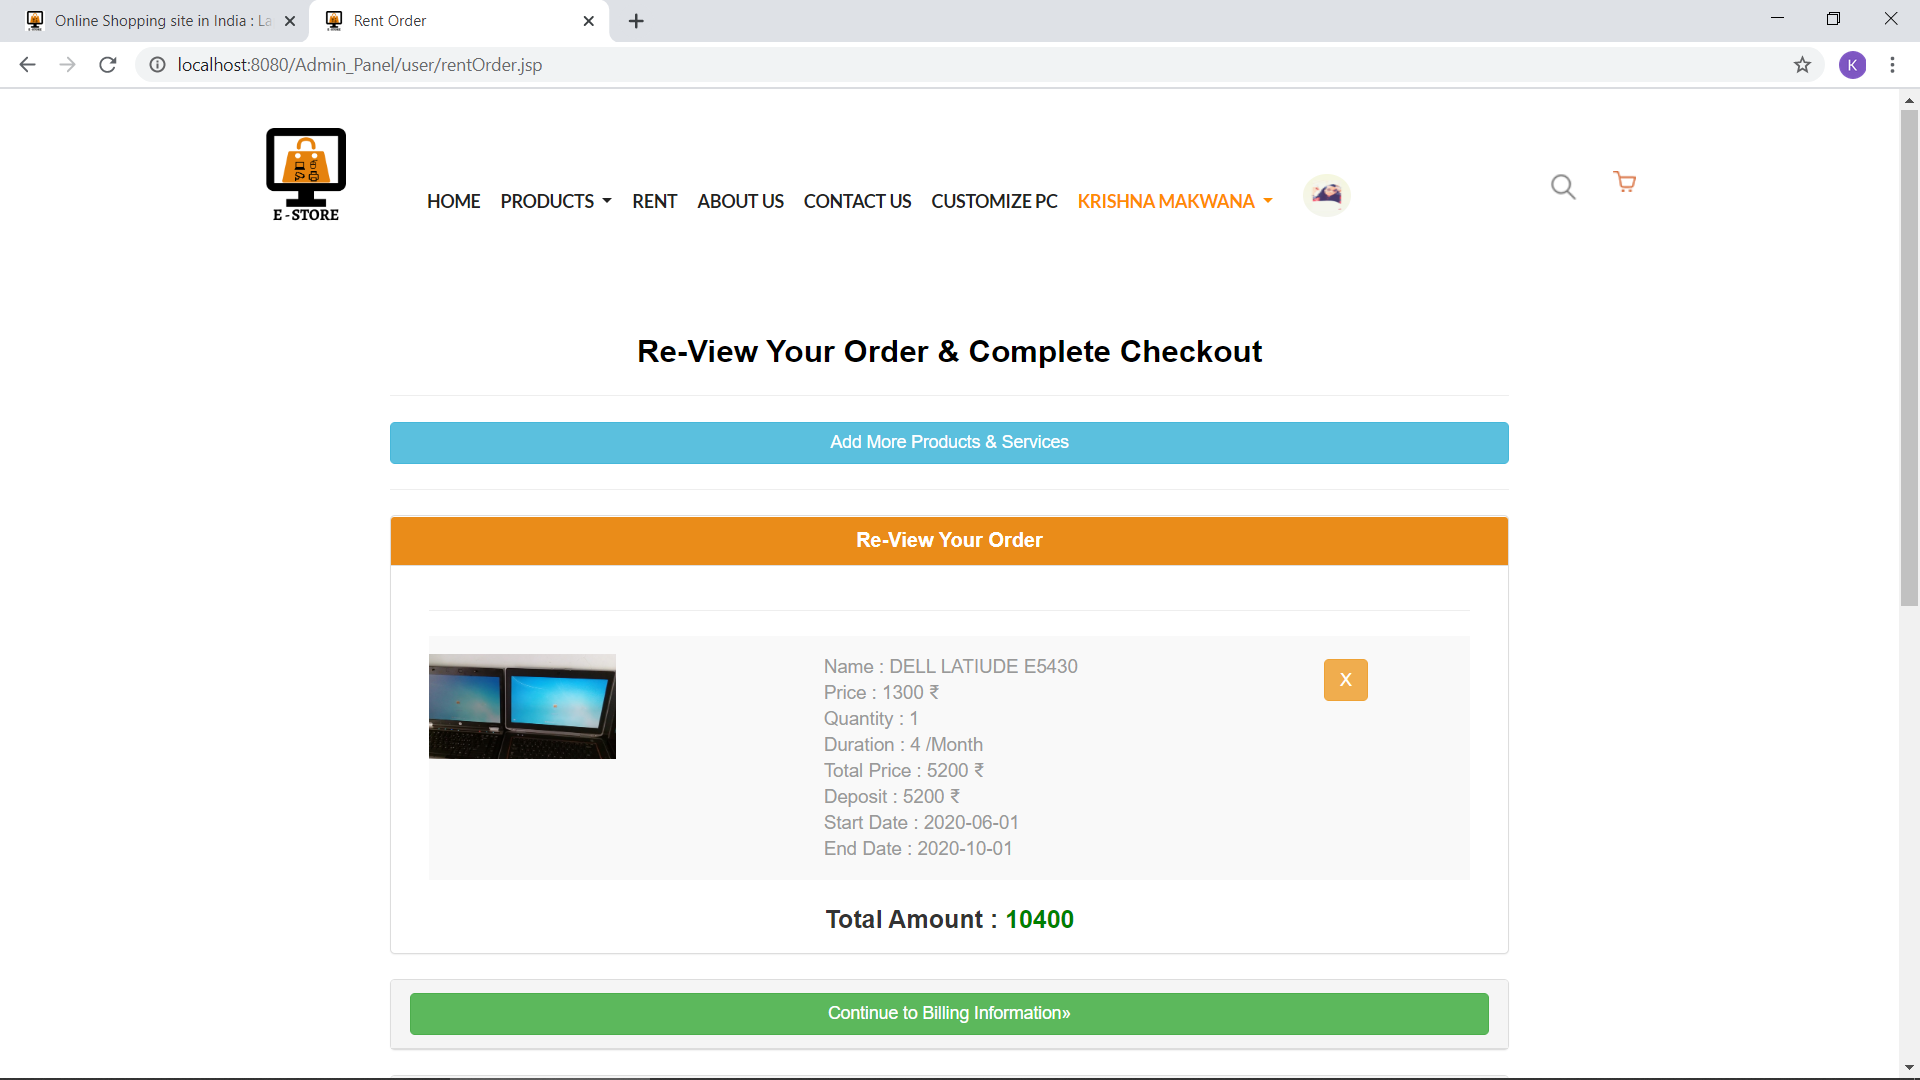 Online Shopping site in India : La
Rent Order
localhost:8080/Admin_Panel/user/rentOrder.jsp
K
E-STORE
HOME PRODUCTS RENT ABOUT US CONTACT US CUSTOMIZE PC KRISHNA MAKWANA
Re-View Your Order & Complete Checkout
Add More Products & Services
Re-View Your Order
Name : DELL LATIUDE E5430
X
Price : 1300 ₹
Quantity : 1
Duration : 4 /Month
Total Price : 5200 ₹
Deposit : 5200 ₹
Start Date : 2020-06-01
End Date : 2020-10-01
Total Amount : 10400
Continue to Billing Information»